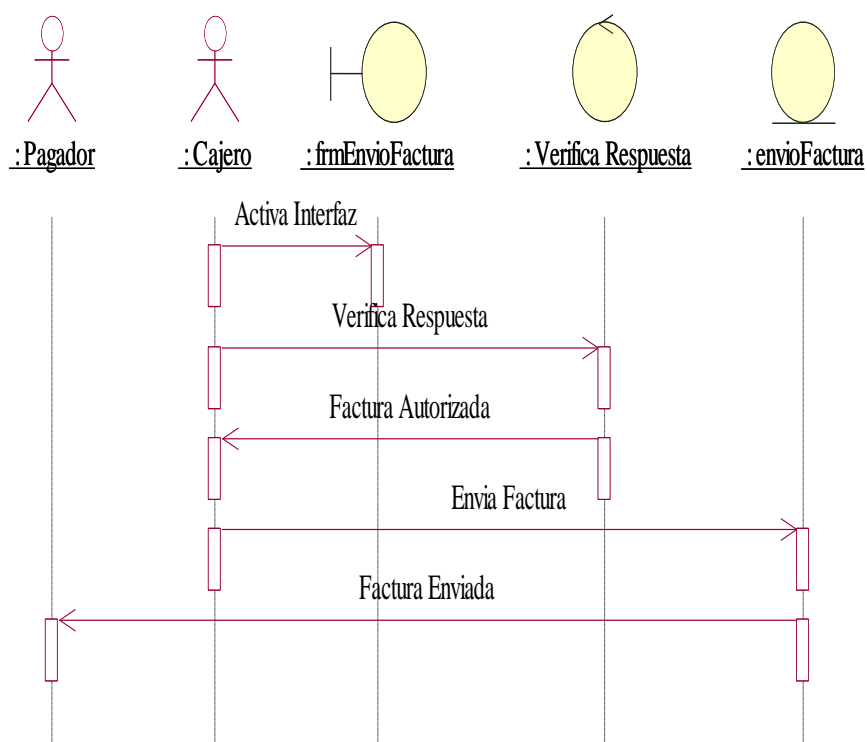 : Pagador
: Cajero
: frmEnvioFactura
: Verifica Respuesta
: envioFactura
Activa Interfaz
Verifica Respuesta
Factura Autorizada
Envia Factura
Factura Enviada